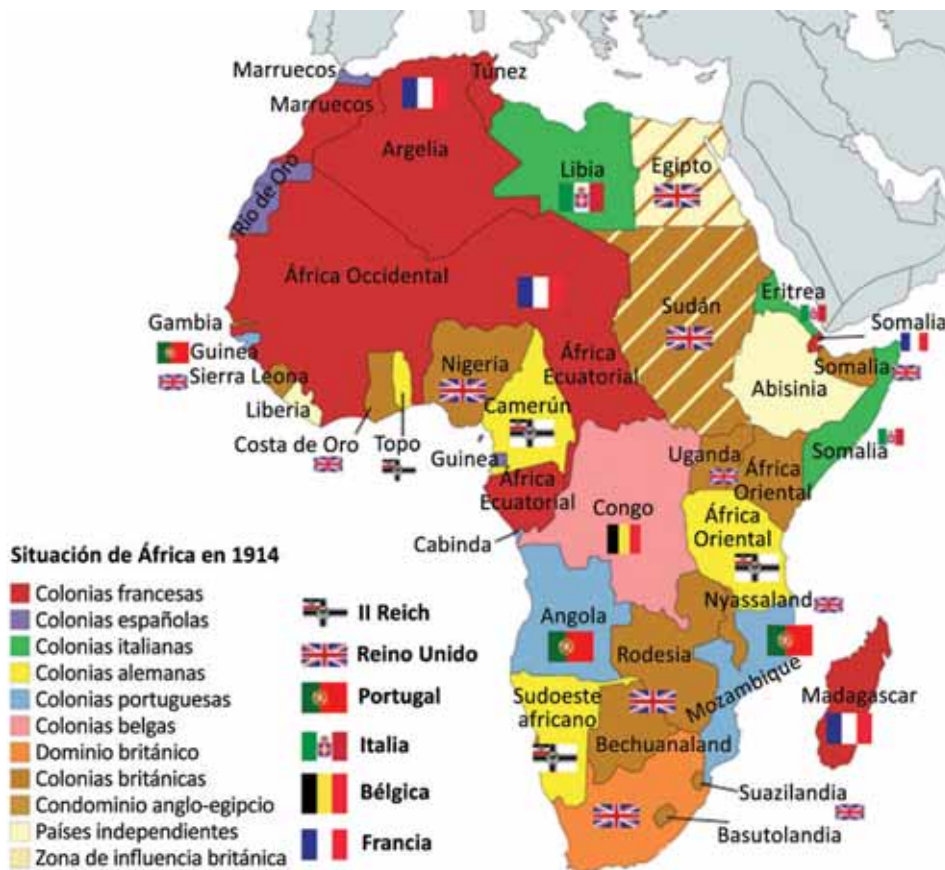 Marruecos
Túnez
Marruecos
Argelia
Libia
Egipto
Río de Oro
África Occidental
Sudán
Eritrea
Somalia
Gambia
Guinea
Sierra Leona
Nigeria
África
Ecuatorial
Somalia
Abisinia
Liberia
Camerún
Costa de Oro
Topo
Guinea
Uganda
África
Oriental
Somalia
África
Ecuatorial
Congo
África
Oriental
Cabinda
Nyassaland
Angola
Rodesia
Mozambique
Madagascar
Sudoeste
africano
Bechuanaland
Suazilandia
Basutolandia
Situación de África en 1914
Colonias francesas
Colonias españolas
Colonias italianas
Colonias alemanas
Colonias portuguesas
Colonias belgas
Dominio británico
Colonias británicas
Condominio anglo-egipcio
Países independientes
Zona de influencia británica
II Reich
Reino Unido
Portugal
Italia
Bélgica
Francia